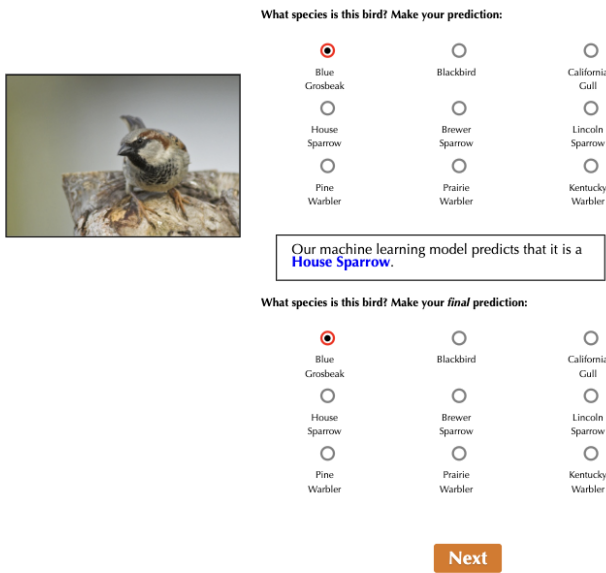 What species is this bird? Make your prediction:
Blue Blackbird California
Grosbeak Gull
House Brewer Lincoln
Sparrow Sparrow Sparrow
Pine Prairie Kentucky
Warbler Warbler Warbler
Our machine learning model predicts that it is a
House Sparrow.
What species is this bird? Make your final prediction:
Blue Blackbird California
Grosbeak Gull
House Brewer Lincoln
Sparrow Sparrow Sparrow
Pine Prairie Kentucky
Warbler Warbler Warbler
Next